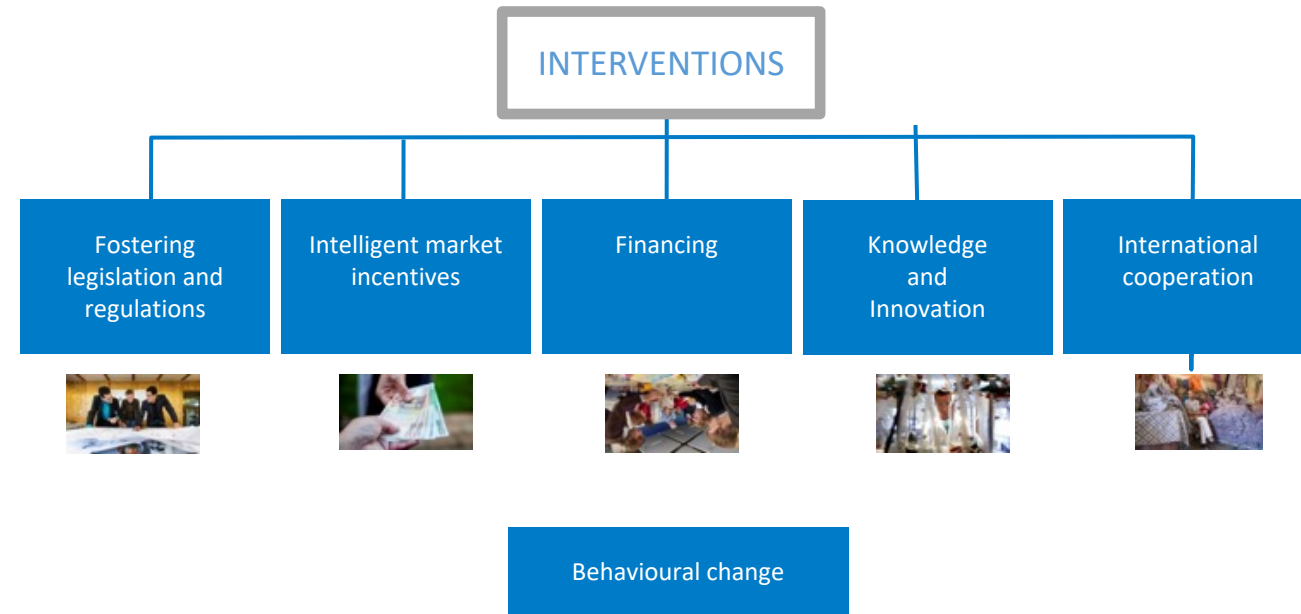 INTERVENTIONS
Fostering
legislation and
regulations
Intelligent market
incentives
Financing
Knowledge
and
Innovation
International
cooperation
Behavioural change